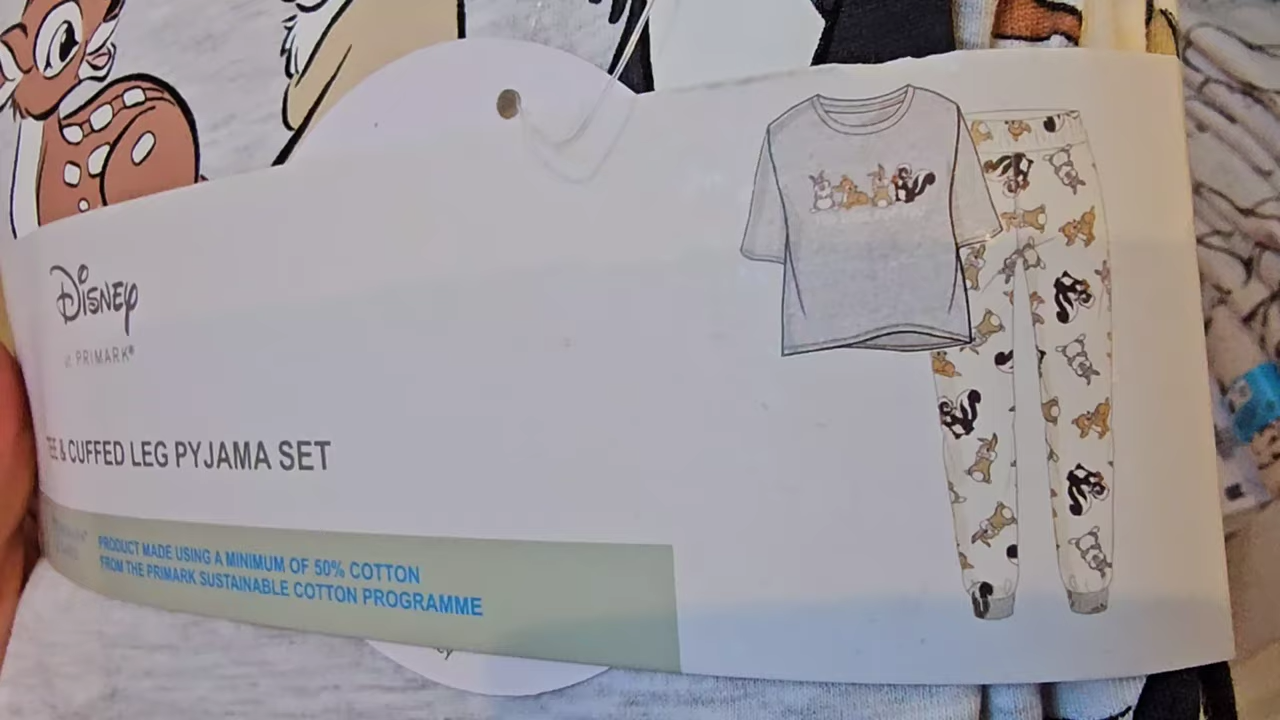 Disney
at PRIMARK®
TEE & CUFFED LEG PYJAMA SET
PRODUCT MADE USING A MINIMUM OF 50% COTTON
FROM THE PRIMARK SUSTAINABLE COTTON PROGRAMME